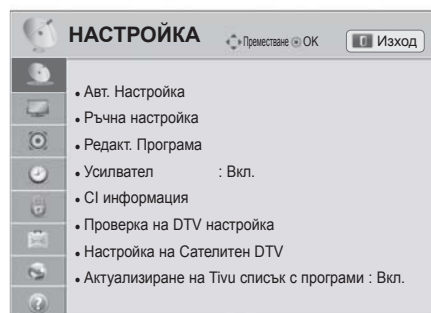 НАСТРОЙКА
Преместване OK
Изход
• Авт. Настройка
• Ръчна настройка
• Редакт. Програма
• Усилвател : Вкл.
• CI информация
• Проверка на DTV настройка
• Настройка на Сателитен DTV
• Актуализиране на Tivu списък с програми : Вкл.